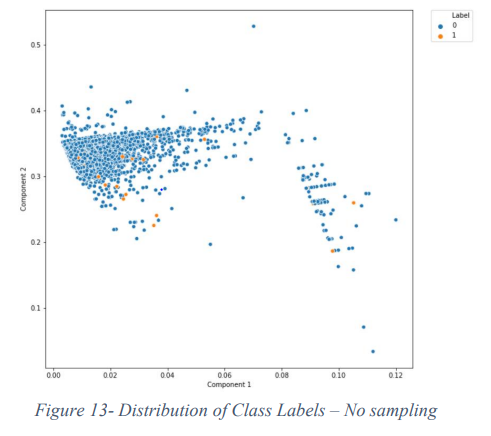 Label
0
1
0.5
0.4
0.3
0.2
0.1
Component 2
0.00 0.02 0.04 0.06 0.08 0.10 0.12
Component 1
Figure 13- Distribution of Class Labels – No sampling